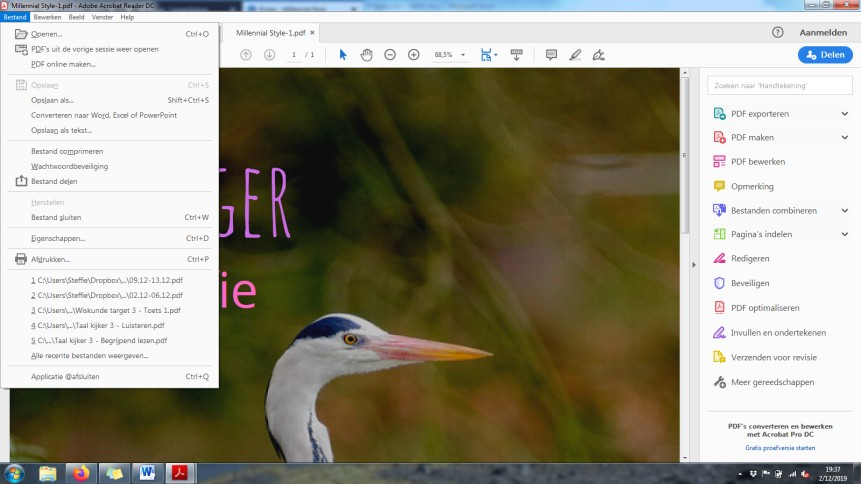 Millennial Style-1.pdf - Adobe Acrobat Reader DC
Bestand Bewerken Beeld Venster Help
Millennial Style-1.pdf × Aanmelden
1 / 1 68,5% Delen
Openen... Ctrl+O
PDF's uit de vorige sessie weer openen
PDF online maken...
Opslaan Ctrl+S
Opslaan als... Shift+Ctrl+S
Converteren naar Word, Excel of PowerPoint
Opslaan als tekst...
Bestand comprimeren
Wachtwoordbeveiliging
Bestand delen
Herstellen
Bestand sluiten Ctrl+W
Eigenschappen... Ctrl+D
Afdrukken... Ctrl+P
1 C:\Users\Steffie\Dropbox\...\09.12-13.12.pdf
2 C:\Users\Steffie\Dropbox\...\02.12-06.12.pdf
3 C:\Users\...\Wiskunde target 3 - Toets 1.pdf
4 C:\Users\...\Taal kijker 3 - Luisteren.pdf
5 C:\...\Taal kijker 3 - Begrijpend lezen.pdf
Alle recente bestanden weergeven...
Applicatie @afsluiten Ctrl+Q
GER
ie
Zoeken naar 'Handtekening'
PDF exporteren
PDF maken
PDF bewerken
Opmerking
Bestanden combineren
Pagina's indelen
Redigeren
Beveiligen
PDF optimaliseren
Invullen en ondertekenen
Verzenden voor revisie
Meer gereedschappen
PDF's converteren en bewerken
met Acrobat Pro DC
Gratis proefversie starten
19:37
2/12/2019